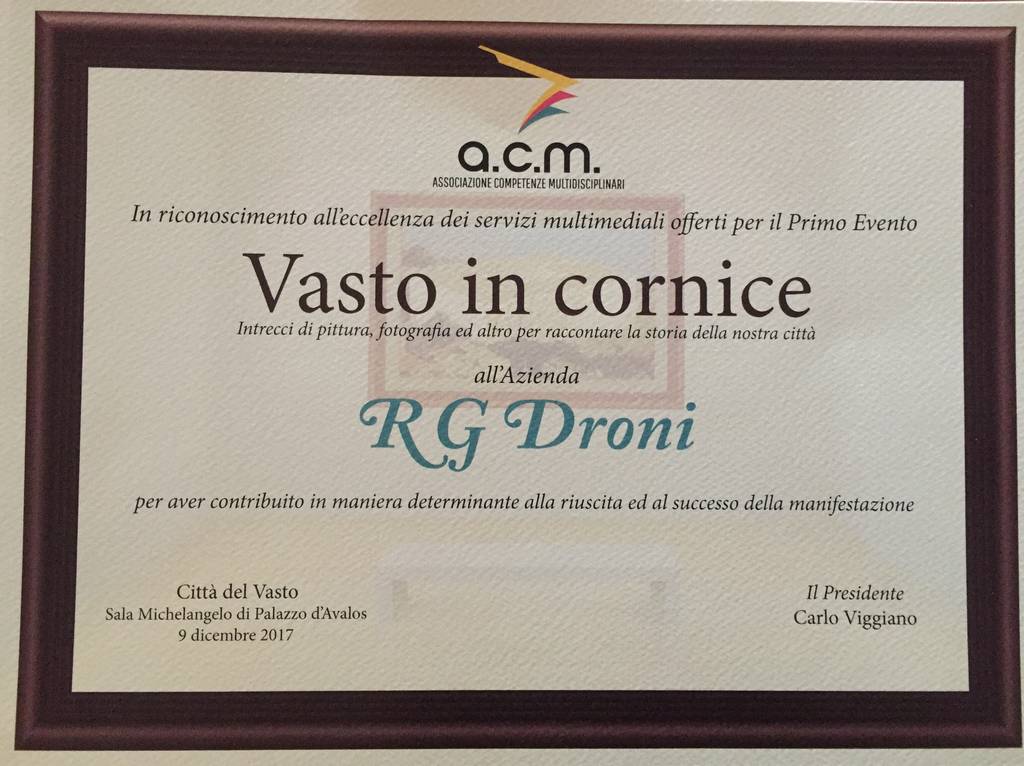 a.c.m.
ASSOCIAZIONE COMPETENZE MULTIDISCIPLINARI
In riconoscimento all'eccellenza dei servizi multimediali offerti per il Primo Evento
Vasto in cornice
Intrecci di pittura, fotografia ed altro per raccontare la storia della nostra città
all'Azienda
RG Droni
per aver contribuito in maniera determinante alla riuscita ed al successo della manifestazione
Città del Vasto
Sala Michelangelo di Palazzo d'Avalos
9 dicembre 2017
Il Presidente
Carlo Viggiano